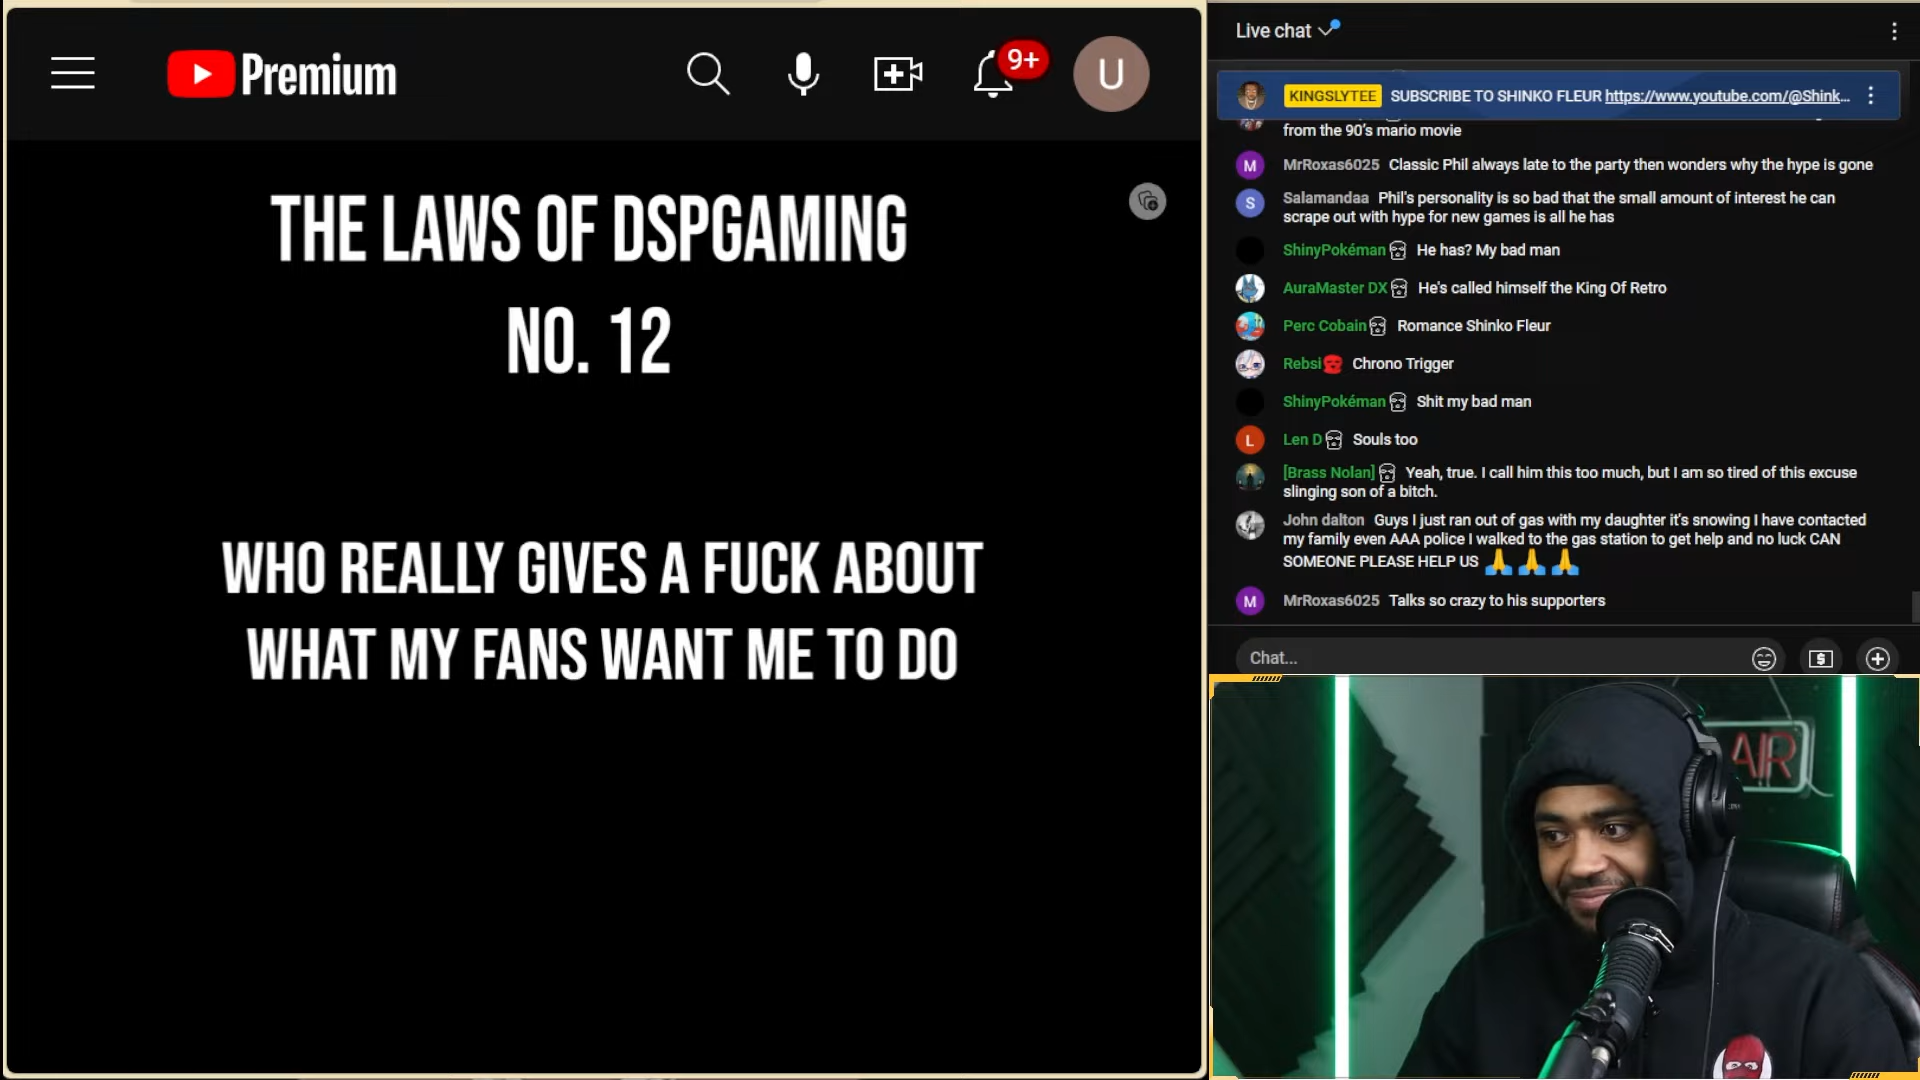 Premium
9+
U
THE LAWS OF DSPGAMING
NO. 12
WHO REALLY GIVES A FUCK ABOUT
WHAT MY FANS WANT ME TO DO
Live chat
KINGSLYTEE SUBSCRIBE TO SHINKO FLEUR https://www.youtube.com/@Shink...
from the 90's mario movie
M MrRoxas6025 Classic Phil always late to the party then wonders why the hype is gone
S Salamandaa Phil's personality is so bad that the small amount of interest he can
scrape out with hype for new games is all he has
ShinyPokéman He has? My bad man
AuraMaster DX He's called himself the King Of Retro
Perc Cobain Romance Shinko Fleur
Rebsi Chrono Trigger
ShinyPokéman Shit my bad man
L Len D Souls too
[Brass Nolan] Yeah, true. I call him this too much, but I am so tired of this excuse
slinging son of a bitch.
John dalton Guys I just ran out of gas with my daughter it's snowing I have contacted
my family even AAA police I walked to the gas station to get help and no luck CAN
SOMEONE PLEASE HELP US 🙏 🙏 🙏
M MrRoxas6025 Talks so crazy to his supporters
Chat...
AIR